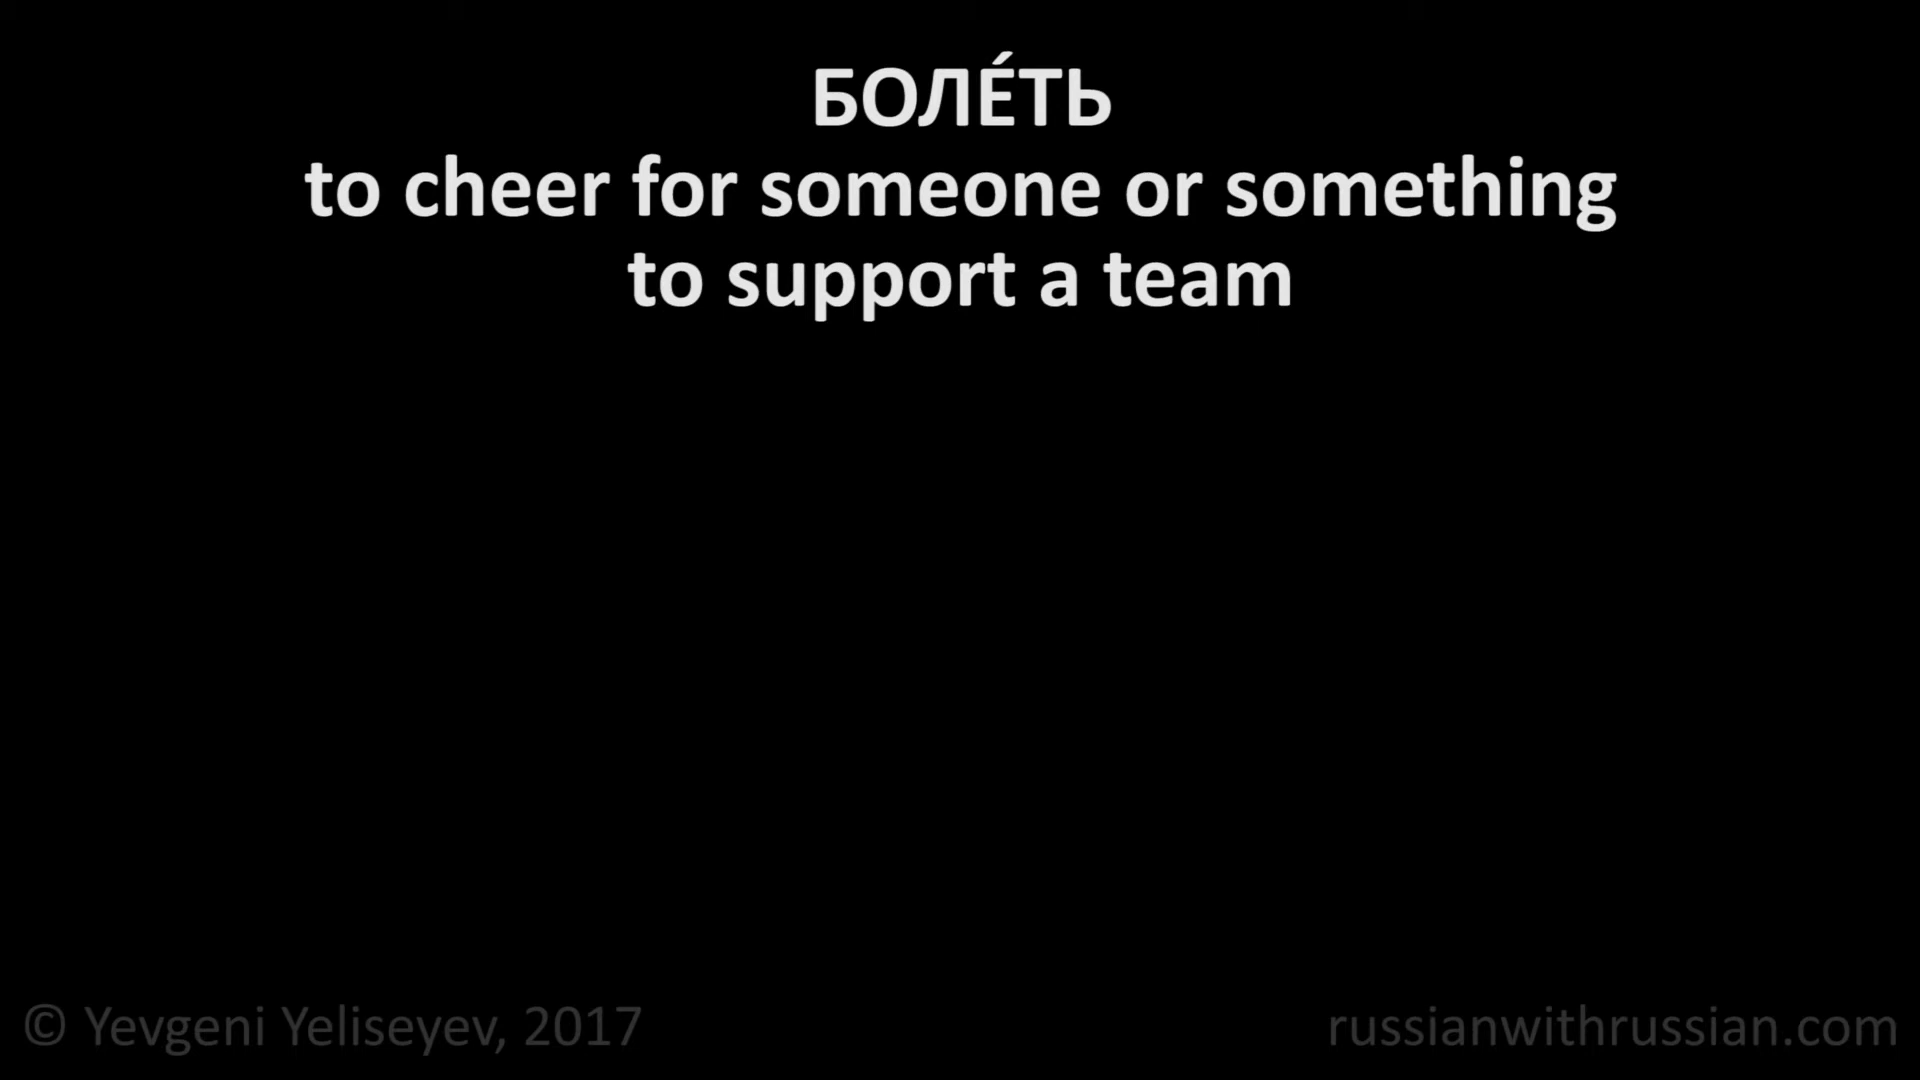 БОЛЕ́ТЬ
to cheer for someone or something
to support a team
© Yevgeni Yeliseyev, 2017
russianwithrussian.com